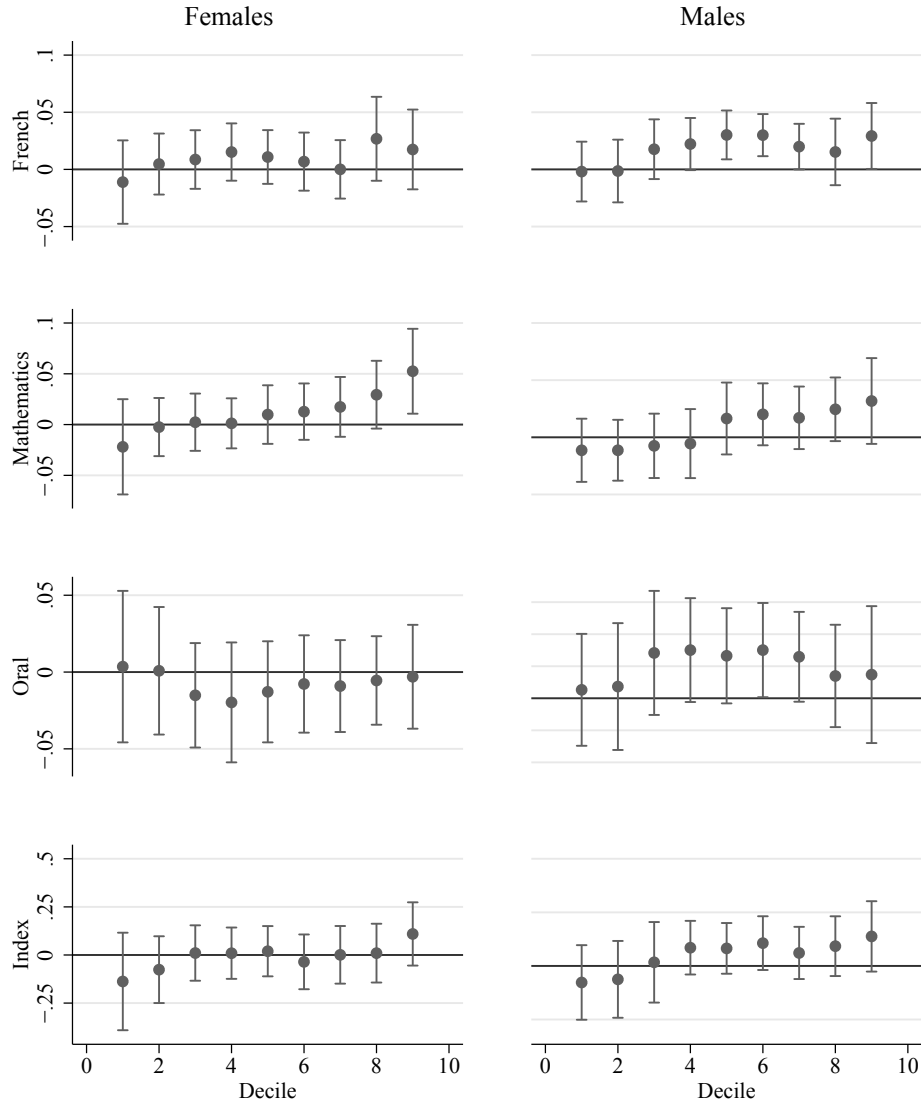 Females
Males
French
.1
.05
0
−.05
Mathematics
.1
.05
0
−.05
Oral
.05
0
−.05
Index
.5
.25
0
−.25
0 2 4 6 8 10
Decile
0 2 4 6 8 10
Decile